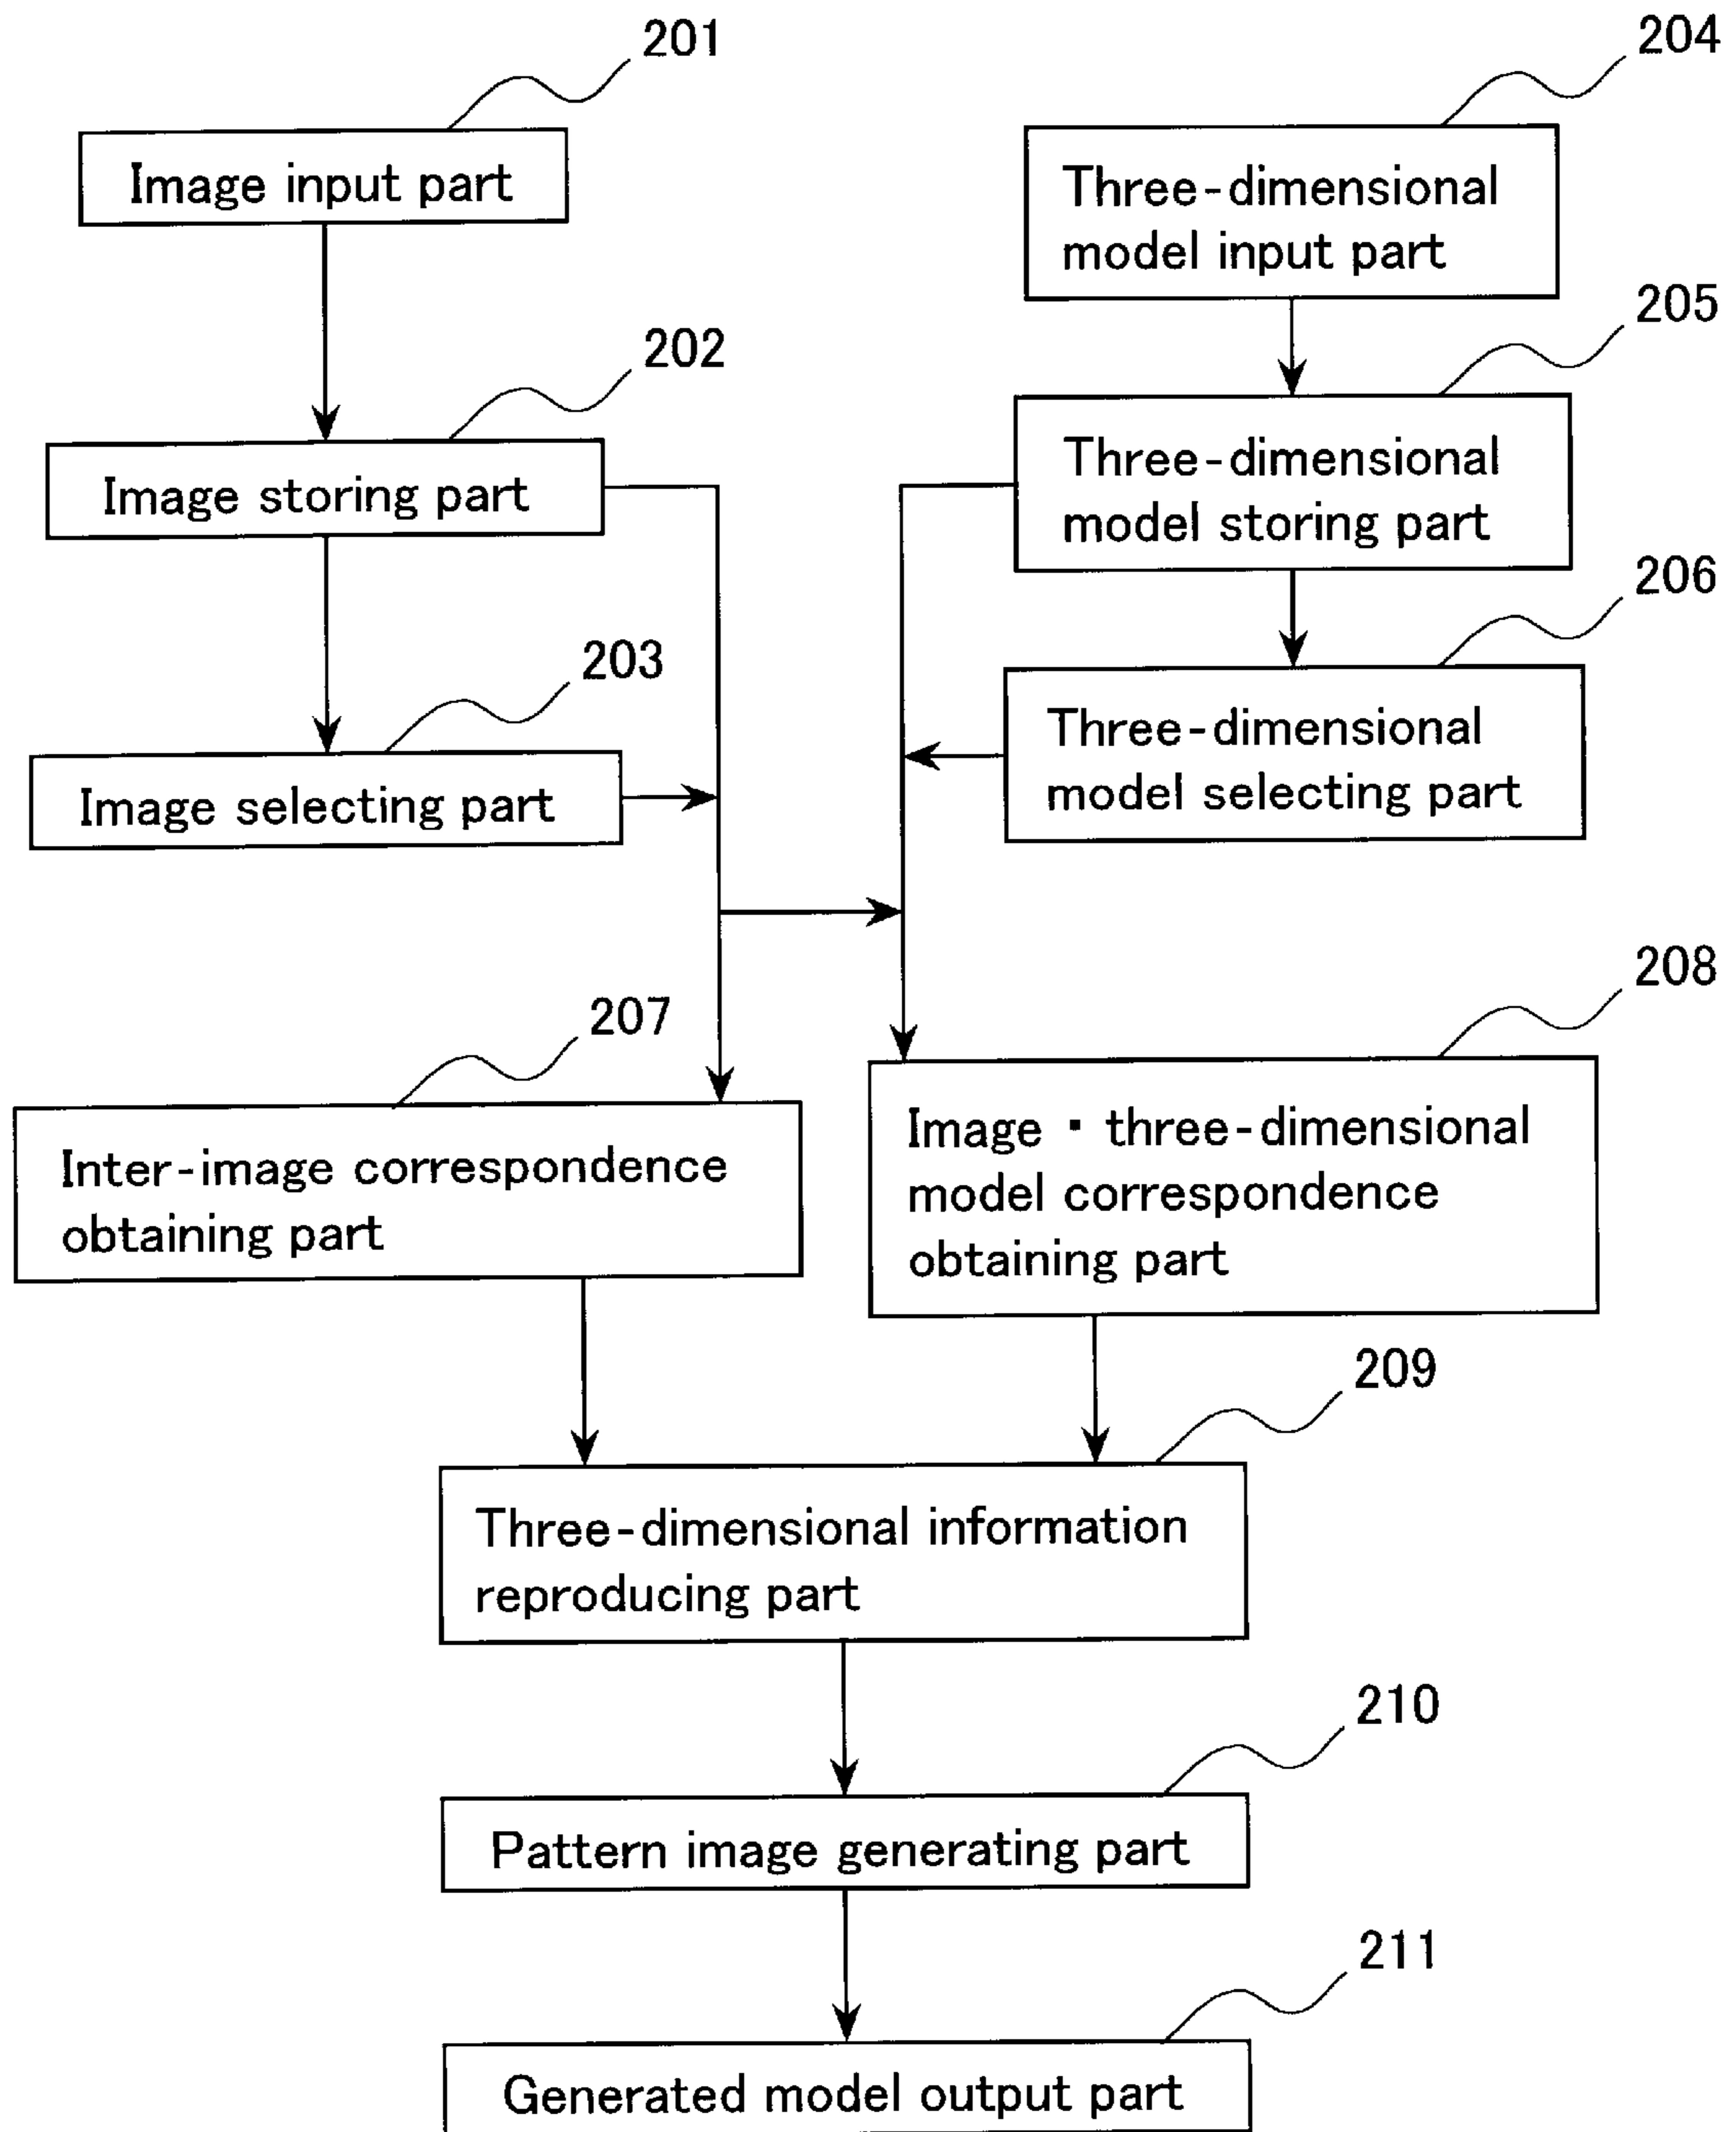 201
Image input part
202
Image storing part
203
Image selecting part
204
Three-dimensional
model input part
205
Three-dimensional
model storing part
206
Three-dimensional
model selecting part
207
Inter-image correspondence
obtaining part
208
Image ・ three-dimensional
model correspondence
obtaining part
209
Three-dimensional information
reproducing part
210
Pattern image generating part
211
Generated model output part